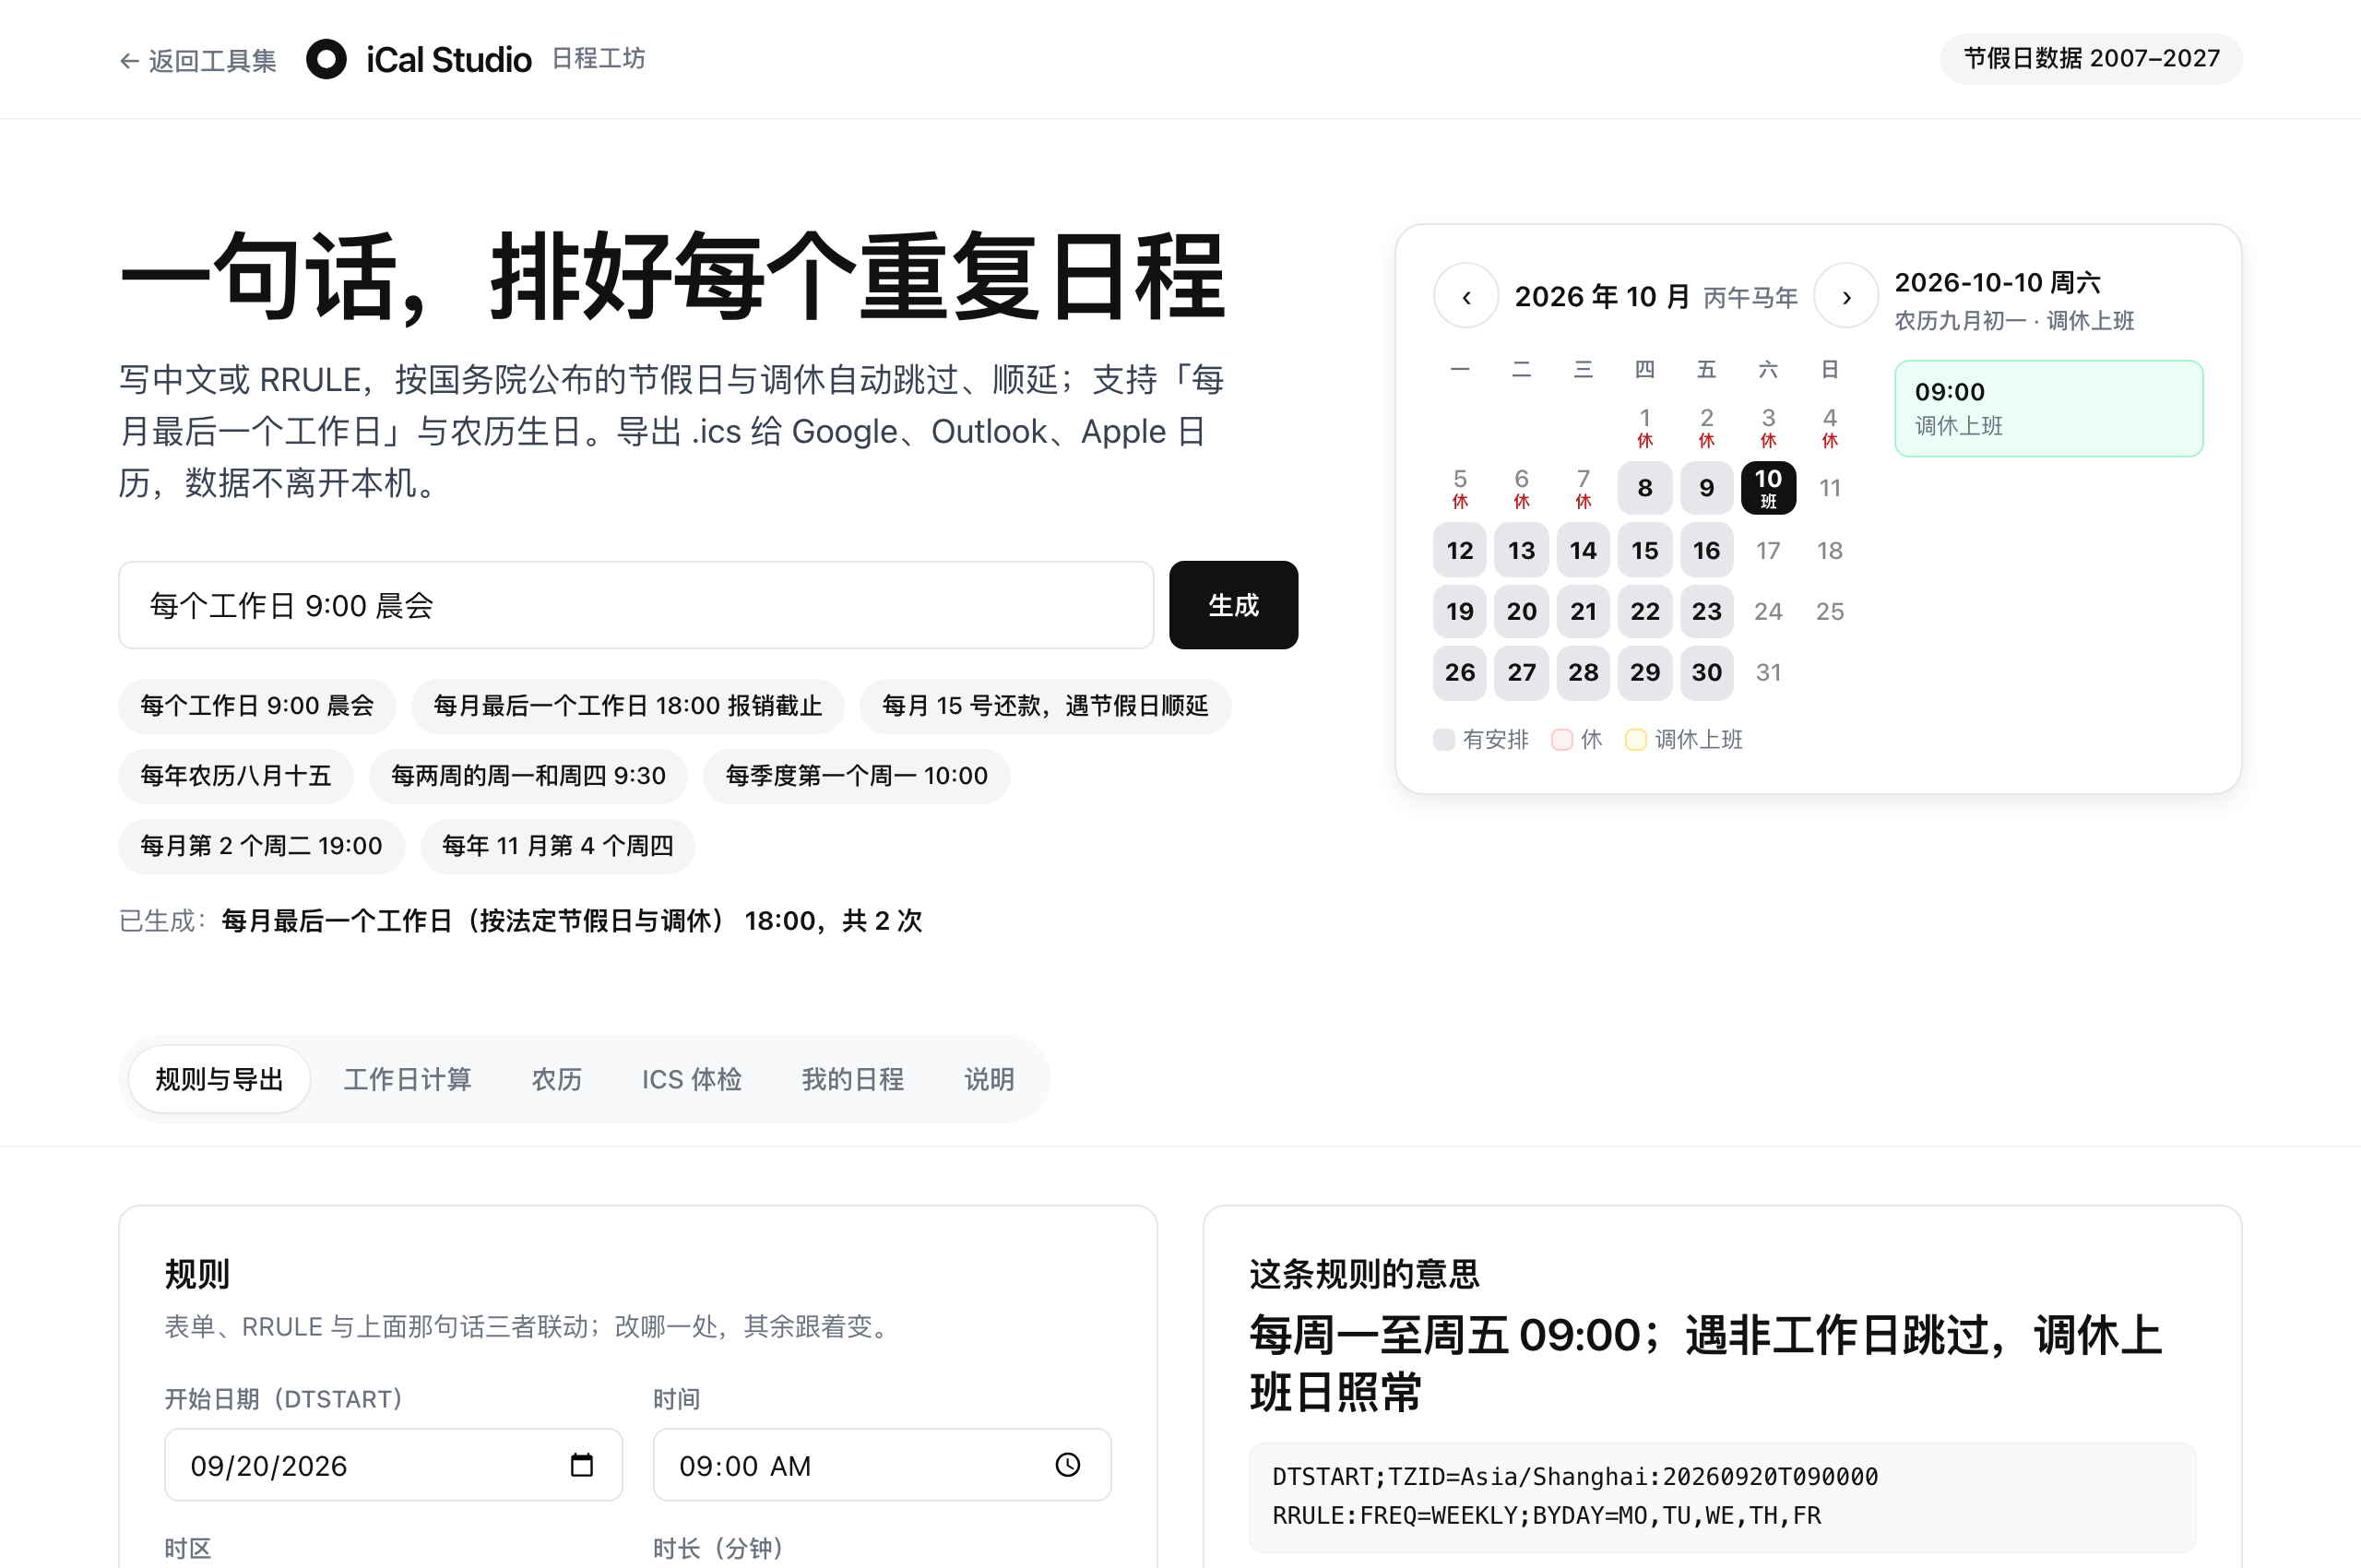 ← 返回工具集 iCal Studio 日程工坊 节假日数据 2007–2027
一句话，排好每个重复日程
写中文或 RRULE，按国务院公布的节假日与调休自动跳过、顺延；支持「每
月最后一个工作日」与农历生日。导出 .ics 给 Google、Outlook、Apple 日
历，数据不离开本机。
每个工作日 9:00 晨会 生成
每个工作日 9:00 晨会 每月最后一个工作日 18:00 报销截止 每月 15 号还款，遇节假日顺延
每年农历八月十五 每两周的周一和周四 9:30 每季度第一个周一 10:00
每月第 2 个周二 19:00 每年 11 月第 4 个周四
已生成：每月最后一个工作日（按法定节假日与调休） 18:00，共 2 次
‹ 2026 年 10 月 丙午马年 ›
一 二 三 四 五 六 日
1 2 3 4
休 休 休 休
5 6 7 8 9 10 11
休 休 休 班
12 13 14 15 16 17 18
19 20 21 22 23 24 25
26 27 28 29 30 31
有安排 休 调休上班
2026-10-10 周六
农历九月初一 · 调休上班
09:00
调休上班
规则与导出 工作日计算 农历 ICS 体检 我的日程 说明
规则
表单、RRULE 与上面那句话三者联动；改哪一处，其余跟着变。
开始日期（DTSTART） 时间
09/20/2026 09:00 AM
时区 时长（分钟）
这条规则的意思
每周一至周五 09:00；遇非工作日跳过，调休上
班日照常
DTSTART;TZID=Asia/Shanghai:20260920T090000
RRULE:FREQ=WEEKLY;BYDAY=MO,TU,WE,TH,FR